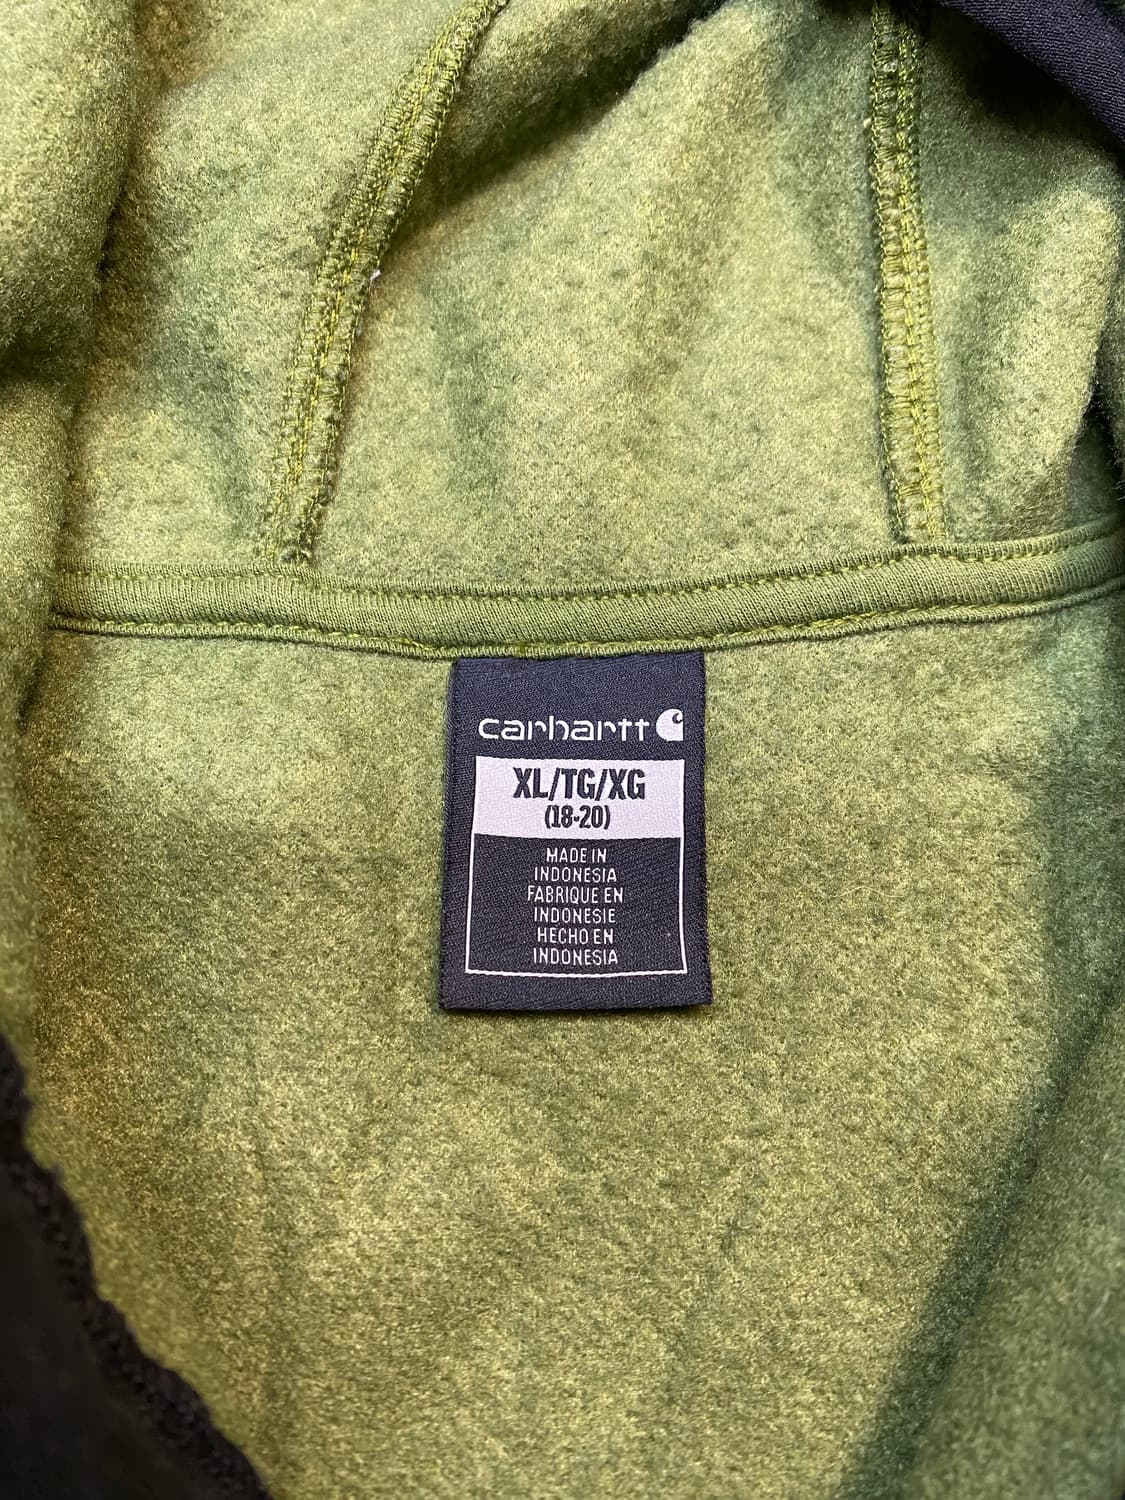 carhartt
XL/TG/XG
(18-20)
MADE IN
INDONESIA
FABRIQUE EN
INDONESIE
HECHO EN
INDONESIA